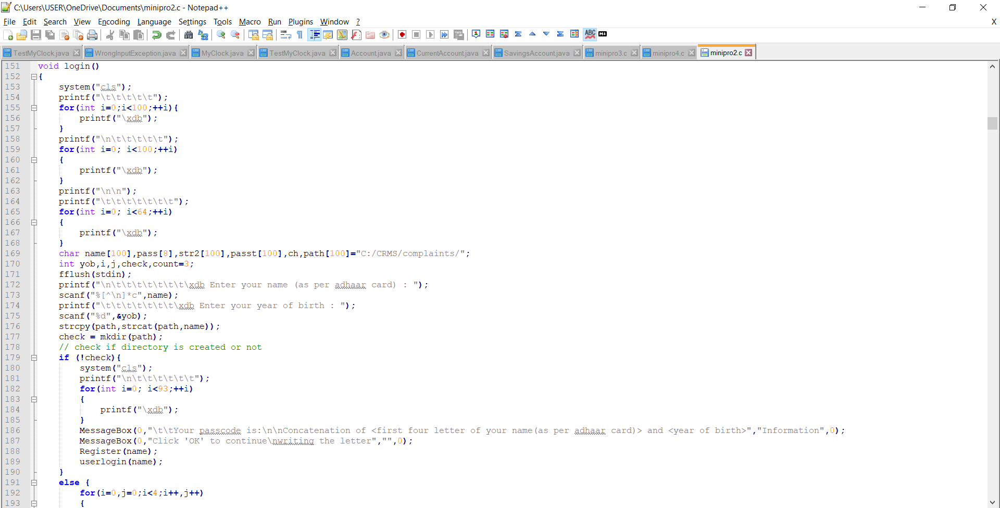 C:\Users\USER\OneDrive\Documents\minipro2.c - Notepad++
File Edit Search View Encoding Language Settings Tools Macro Run Plugins Window ? X
TestMyClock.java WrongInputException.java MyClock.java TestMyClock.java Account.java CurrentAccount.java SavingsAccount.java minipro3.c minipro4.c minipro2.c
151 void login()
152 {
153 system("cls");
154 printf("\t\t\t\t\t");
155 for(int i=0;i<100;++i){
156 printf("\xdb");
157 }
158 printf("\n\t\t\t\t\t");
159 for(int i=0; i<100;++i)
160 {
161 printf("\xdb");
162 }
163 printf("\n\n");
164 printf("\t\t\t\t\t\t\t");
165 for(int i=0; i<64;++i)
166 {
167 printf("\xdb");
168 }
169 char name[100],pass[8],str2[100],passt[100],ch,path[100]="C:/CRMS/complaints/";
170 int yob,i,j,check,count=3;
171 fflush(stdin);
172 printf("\n\t\t\t\t\t\t\t\xdb Enter your name (as per adhaar card) : ");
173 scanf("%[^\n]*c",name);
174 printf("\t\t\t\t\t\t\t\xdb Enter your year of birth : ");
175 scanf("%d",&yob);
176 strcpy(path,strcat(path,name));
177 check = mkdir(path);
178 // check if directory is created or not
179 if (!check){
180 system("cls");
181 printf("\n\t\t\t\t\t\t");
182 for(int i=0; i<93;++i)
183 {
184 printf("\xdb");
185 }
186 MessageBox(0,"\t\tYour passcode is:\n\nConcatenation of <first four letter of your name(as per adhaar card)> and <year of birth>","Information",0);
187 MessageBox(0,"Click 'OK' to continue\nwriting the letter","",0);
188 Register(name);
189 userlogin(name);
190 }
191 else {
192 for(i=0,j=0;i<4;i++,j++)
193 {